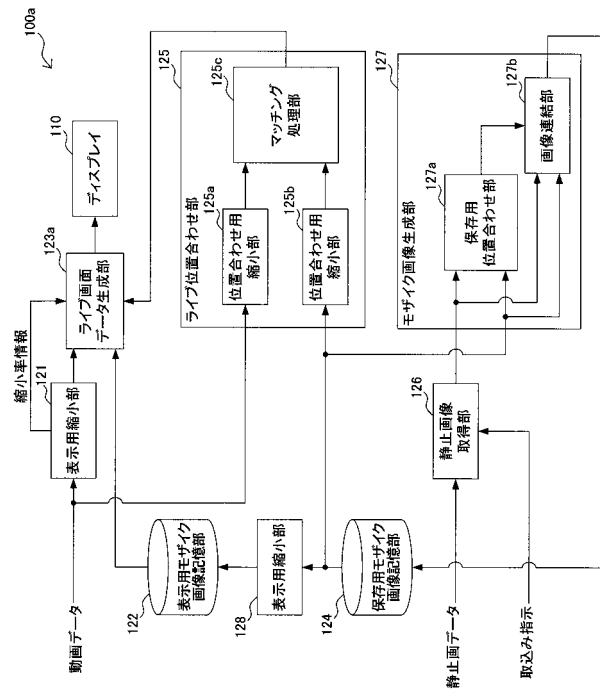 100a
110
ディスプレイ
123a
ライブ画面
データ生成部
縮小率情報
121
表示用縮小部
動画データ
125
ライブ位置合わせ部
125c
マッチング
処理部
125a
位置合わせ用
縮小部
125b
位置合わせ用
縮小部
122
表示用モザイク
画像記憶部
128
表示用縮小部
124
保存用モザイク
画像記憶部
127
モザイク画像生成部
127b
画像連結部
127a
保存用
位置合わせ部
126
静止画像
取得部
静止画データ
取込み指示